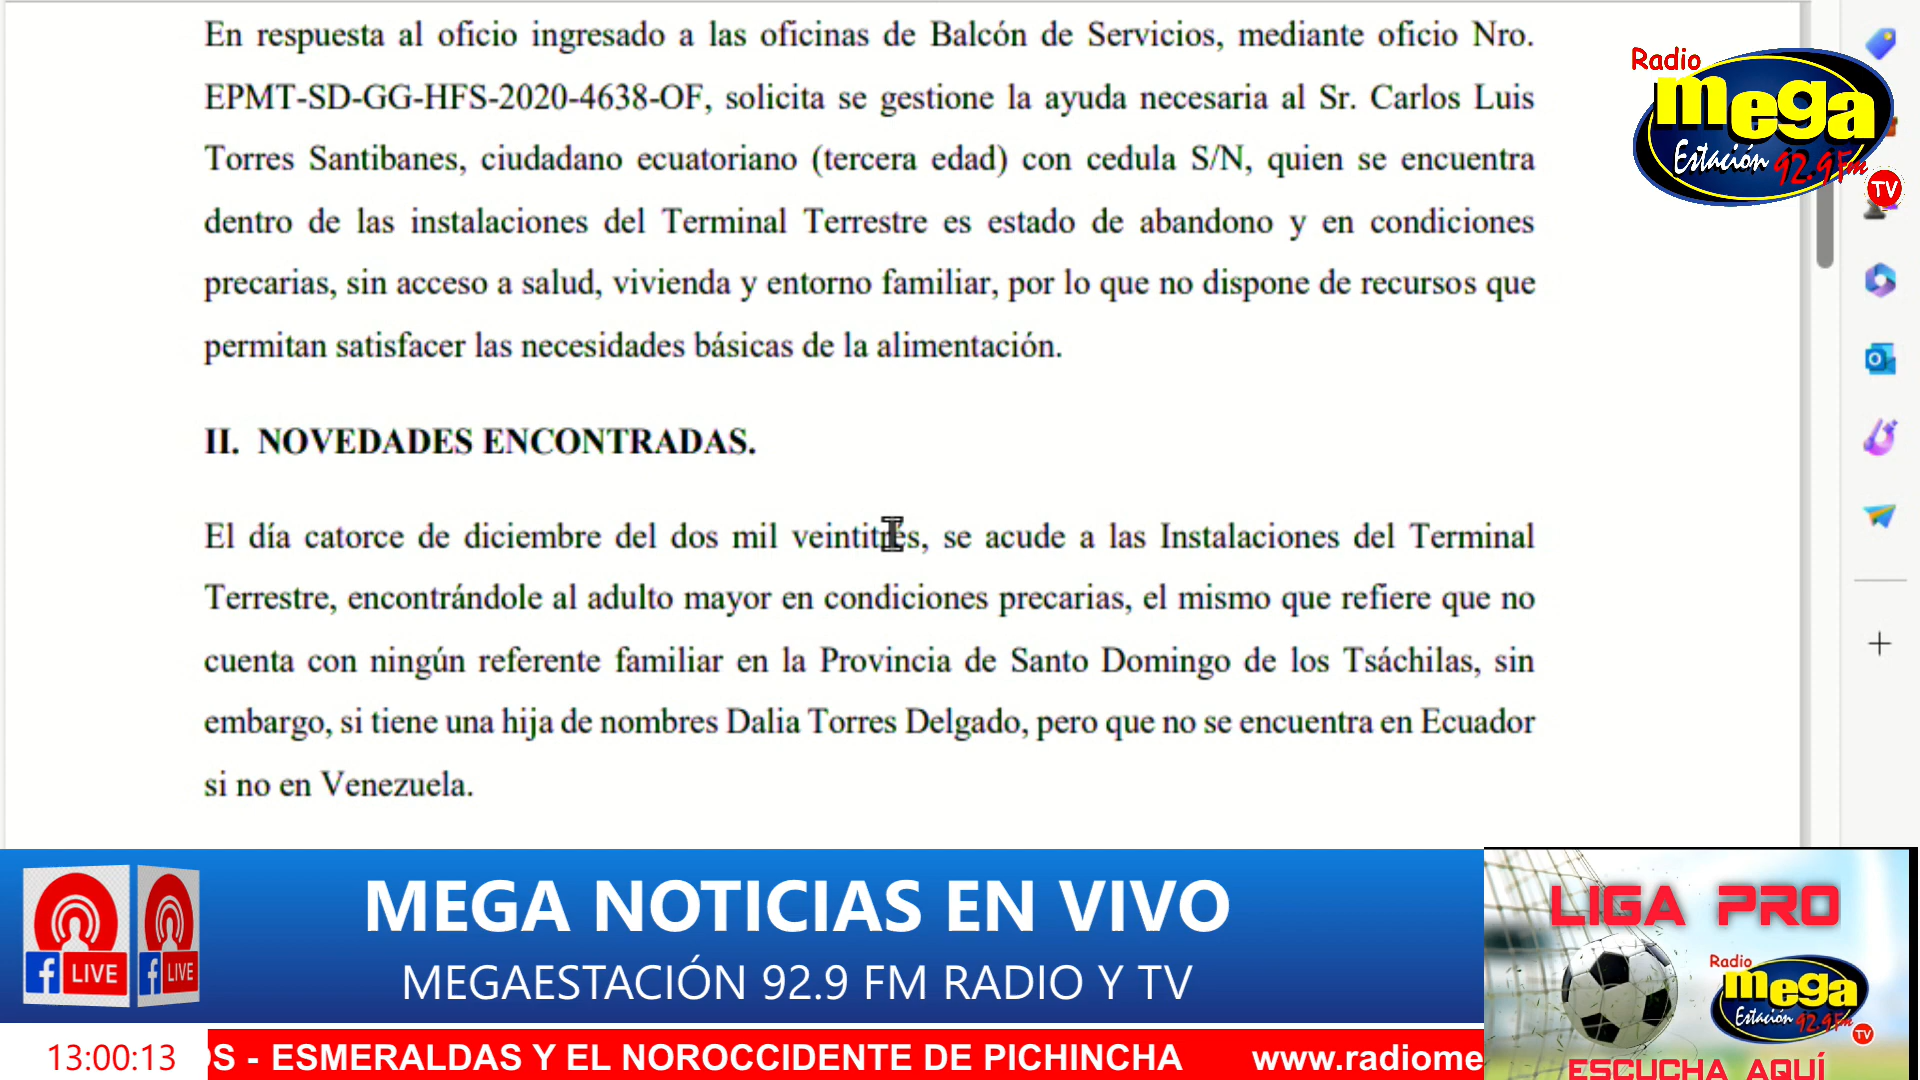 En respuesta al oficio ingresado a las oficinas de Balcón de Servicios, mediante oficio Nro.
EPMT-SD-GG-HFS-2020-4638-OF, solicita se gestione la ayuda necesaria al Sr. Carlos Luis
Torres Santibanes, ciudadano ecuatoriano (tercera edad) con cedula S/N, quien se encuentra
dentro de las instalaciones del Terminal Terrestre es estado de abandono y en condiciones
precarias, sin acceso a salud, vivienda y entorno familiar, por lo que no dispone de recursos que
permitan satisfacer las necesidades básicas de la alimentación.
II. NOVEDADES ENCONTRADAS.
El día catorce de diciembre del dos mil veintitrés, se acude a las Instalaciones del Terminal
Terrestre, encontrándole al adulto mayor en condiciones precarias, el mismo que refiere que no
cuenta con ningún referente familiar en la Provincia de Santo Domingo de los Tsáchilas, sin
embargo, si tiene una hija de nombres Dalia Torres Delgado, pero que no se encuentra en Ecuador
si no en Venezuela.
Radio
mega
Estación 92.9 Fm
TV
LIVE
LIVE
MEGA NOTICIAS EN VIVO
MEGAESTACIÓN 92.9 FM RADIO Y TV
LIGA PRO
Radio
mega
Estación 92.9 Fm
TV
ESCUCHA AQUÍ
13:00:13
OS - ESMERALDAS Y EL NOROCCIDENTE DE PICHINCHA www.radiome